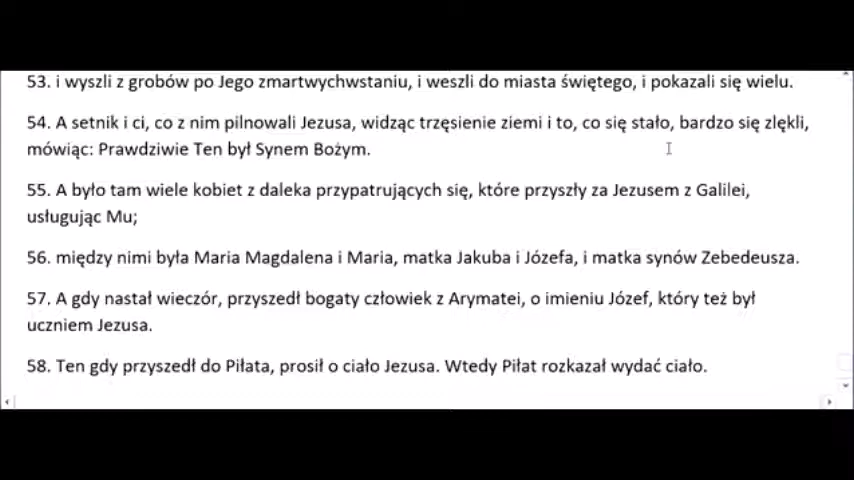 53. i wyszli z grobów po Jego zmartwychwstaniu, i weszli do miasta świętego, i pokazali się wielu.
54. A setnik i ci, co z nim pilnowali Jezusa, widząc trzęsienie ziemi i to, co się stało, bardzo się zlękli,
mówiąc: Prawdziwie Ten był Synem Bożym.
55. A było tam wiele kobiet z daleka przypatrujących się, które przyszły za Jezusem z Galilei,
usługując Mu;
56. między nimi była Maria Magdalena i Maria, matka Jakuba i Józefa, i matka synów Zebedeusza.
57. A gdy nastał wieczór, przyszedł bogaty człowiek z Arymatei, o imieniu Józef, który też był
uczniem Jezusa.
58. Ten gdy przyszedł do Piłata, prosił o ciało Jezusa. Wtedy Piłat rozkazał wydać ciało.